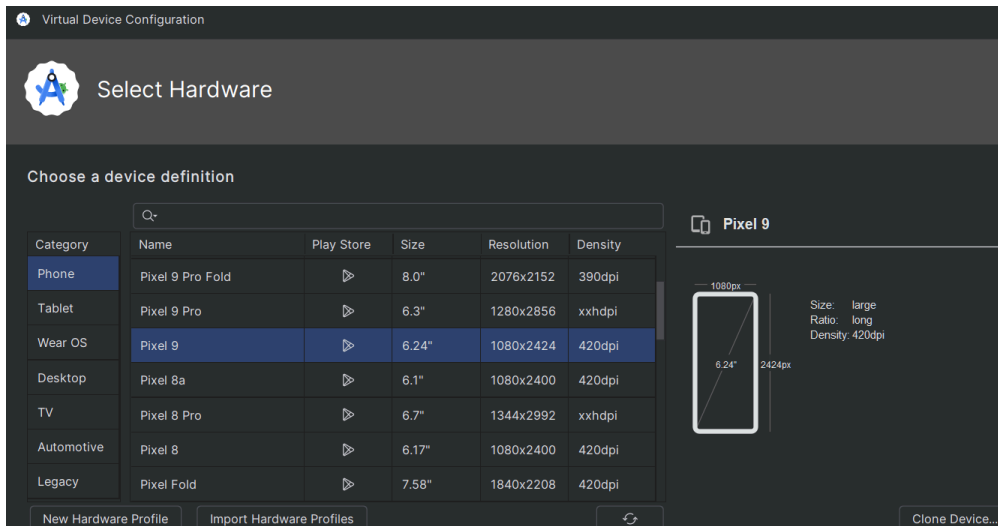 Virtual Device Configuration
Select Hardware
Choose a device definition
Category
Phone
Tablet
Wear OS
Desktop
TV
Automotive
Legacy
Name Play Store Size Resolution Density
Pixel 9 Pro Fold 8.0" 2076x2152 390dpi
Pixel 9 Pro 6.3" 1280x2856 xxhdpi
Pixel 9 6.24" 1080x2424 420dpi
Pixel 8a 6.1" 1080x2400 420dpi
Pixel 8 Pro 6.7" 1344x2992 xxhdpi
Pixel 8 6.17" 1080x2400 420dpi
Pixel Fold 7.58" 1840x2208 420dpi
New Hardware Profile Import Hardware Profiles
Pixel 9
1080px
6.24"
2424px
Size: large
Ratio: long
Density: 420dpi
Clone Device...